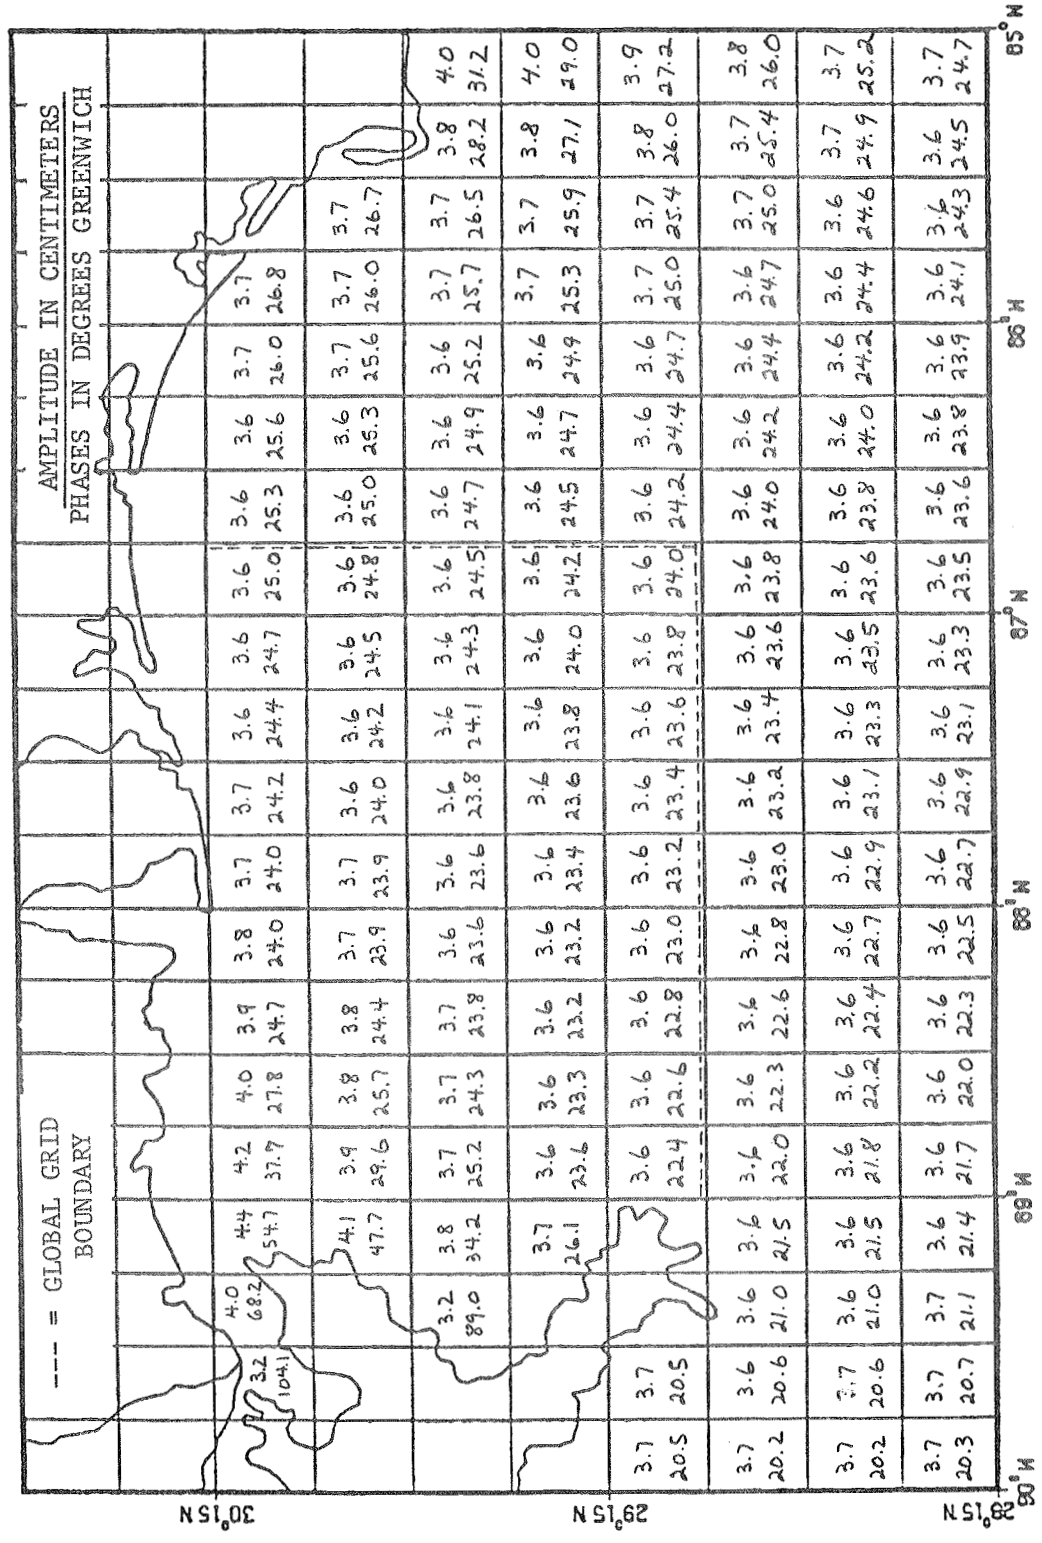 --- = GLOBAL GRID
BOUNDARY
AMPLITUDE IN CENTIMETERS
PHASES IN DEGREES GREENWICH
3.2 4.0 4.4 4.2 4.0 3.9 3.8 3.7 3.7 3.6 3.6 3.6 3.6 3.6 3.7 3.7
104.1 68.2 54.7 37.9 27.8 24.7 24.0 24.0 24.2 24.4 24.7 25.0 25.3 25.6 26.0 26.8
30°15 N
4.1 3.9 3.8 3.8 3.7 3.7 3.6 3.6 3.6 3.6 3.6 3.6 3.7 3.7 3.7
47.7 29.6 25.7 24.4 23.9 23.9 24.0 24.2 24.5 24.8 25.0 25.3 25.6 26.0 26.7
3.2 3.8 3.7 3.7 3.7 3.6 3.6 3.6 3.6 3.6 3.6 3.6 3.6 3.6 3.7 3.7 3.8 4.0
89.0 34.2 25.2 24.3 23.8 23.6 23.6 23.8 24.1 24.3 24.5 24.7 24.9 25.2 25.7 26.5 28.2 31.2
3.7 3.6 3.6 3.6 3.6 3.6 3.6 3.6 3.6 3.6 3.6 3.6 3.6 3.7 3.7 3.8 4.0
26.1 23.6 23.3 23.2 23.2 23.4 23.6 23.8 24.0 24.2 24.5 24.7 24.9 25.3 25.9 27.1 29.0
29°15 N
3.7 3.7 3.6 3.6 3.6 3.6 3.6 3.6 3.6 3.6 3.6 3.6 3.6 3.6 3.7 3.7 3.8 3.9
20.5 20.5 22.4 22.6 22.8 23.0 23.2 23.4 23.6 23.8 24.0 24.2 24.4 24.7 25.0 25.4 26.0 27.2
3.7 3.6 3.6 3.6 3.6 3.6 3.6 3.6 3.6 3.6 3.6 3.6 3.6 3.6 3.6 3.6 3.6 3.7 3.7 3.8
20.2 20.6 21.0 21.5 22.0 22.3 22.6 22.8 23.0 23.2 23.4 23.6 23.8 24.0 24.2 24.4 24.7 25.0 25.4 26.0
3.7 3.7 3.6 3.6 3.6 3.6 3.6 3.6 3.6 3.6 3.6 3.6 3.6 3.6 3.6 3.6 3.6 3.6 3.7 3.7
20.2 20.6 21.0 21.5 21.8 22.2 22.4 22.7 22.9 23.1 23.3 23.5 23.6 23.8 24.0 24.2 24.4 24.6 24.9 25.2
3.7 3.7 3.7 3.6 3.6 3.6 3.6 3.6 3.6 3.6 3.6 3.6 3.6 3.6 3.6 3.6 3.6 3.6 3.6 3.7
20.3 20.7 21.1 21.4 21.7 22.0 22.3 22.5 22.7 22.9 23.1 23.3 23.5 23.6 23.8 23.9 24.1 24.3 24.5 24.7
28°15 N
90°W 89°W 88°W 87°W 86°W 85°W